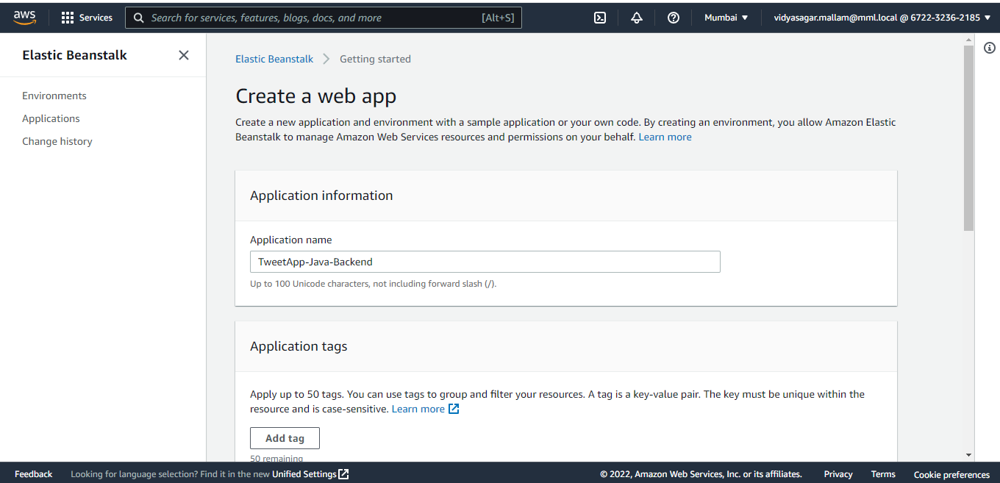 aws Services Search for services, features, blogs, docs, and more [Alt+S] Mumbai vidyasagar.mallam@mml.local @ 6722-3236-2185
Elastic Beanstalk
Environments
Applications
Change history
Elastic Beanstalk Getting started
Create a web app
Create a new application and environment with a sample application or your own code. By creating an environment, you allow Amazon Elastic
Beanstalk to manage Amazon Web Services resources and permissions on your behalf. Learn more
Application information
Application name
TweetApp-Java-Backend
Up to 100 Unicode characters, not including forward slash (/).
Application tags
Apply up to 50 tags. You can use tags to group and filter your resources. A tag is a key-value pair. The key must be unique within the
resource and is case-sensitive. Learn more
Add tag
50 remaining
Feedback Looking for language selection? Find it in the new Unified Settings © 2022, Amazon Web Services, Inc. or its affiliates. Privacy Terms Cookie preferences